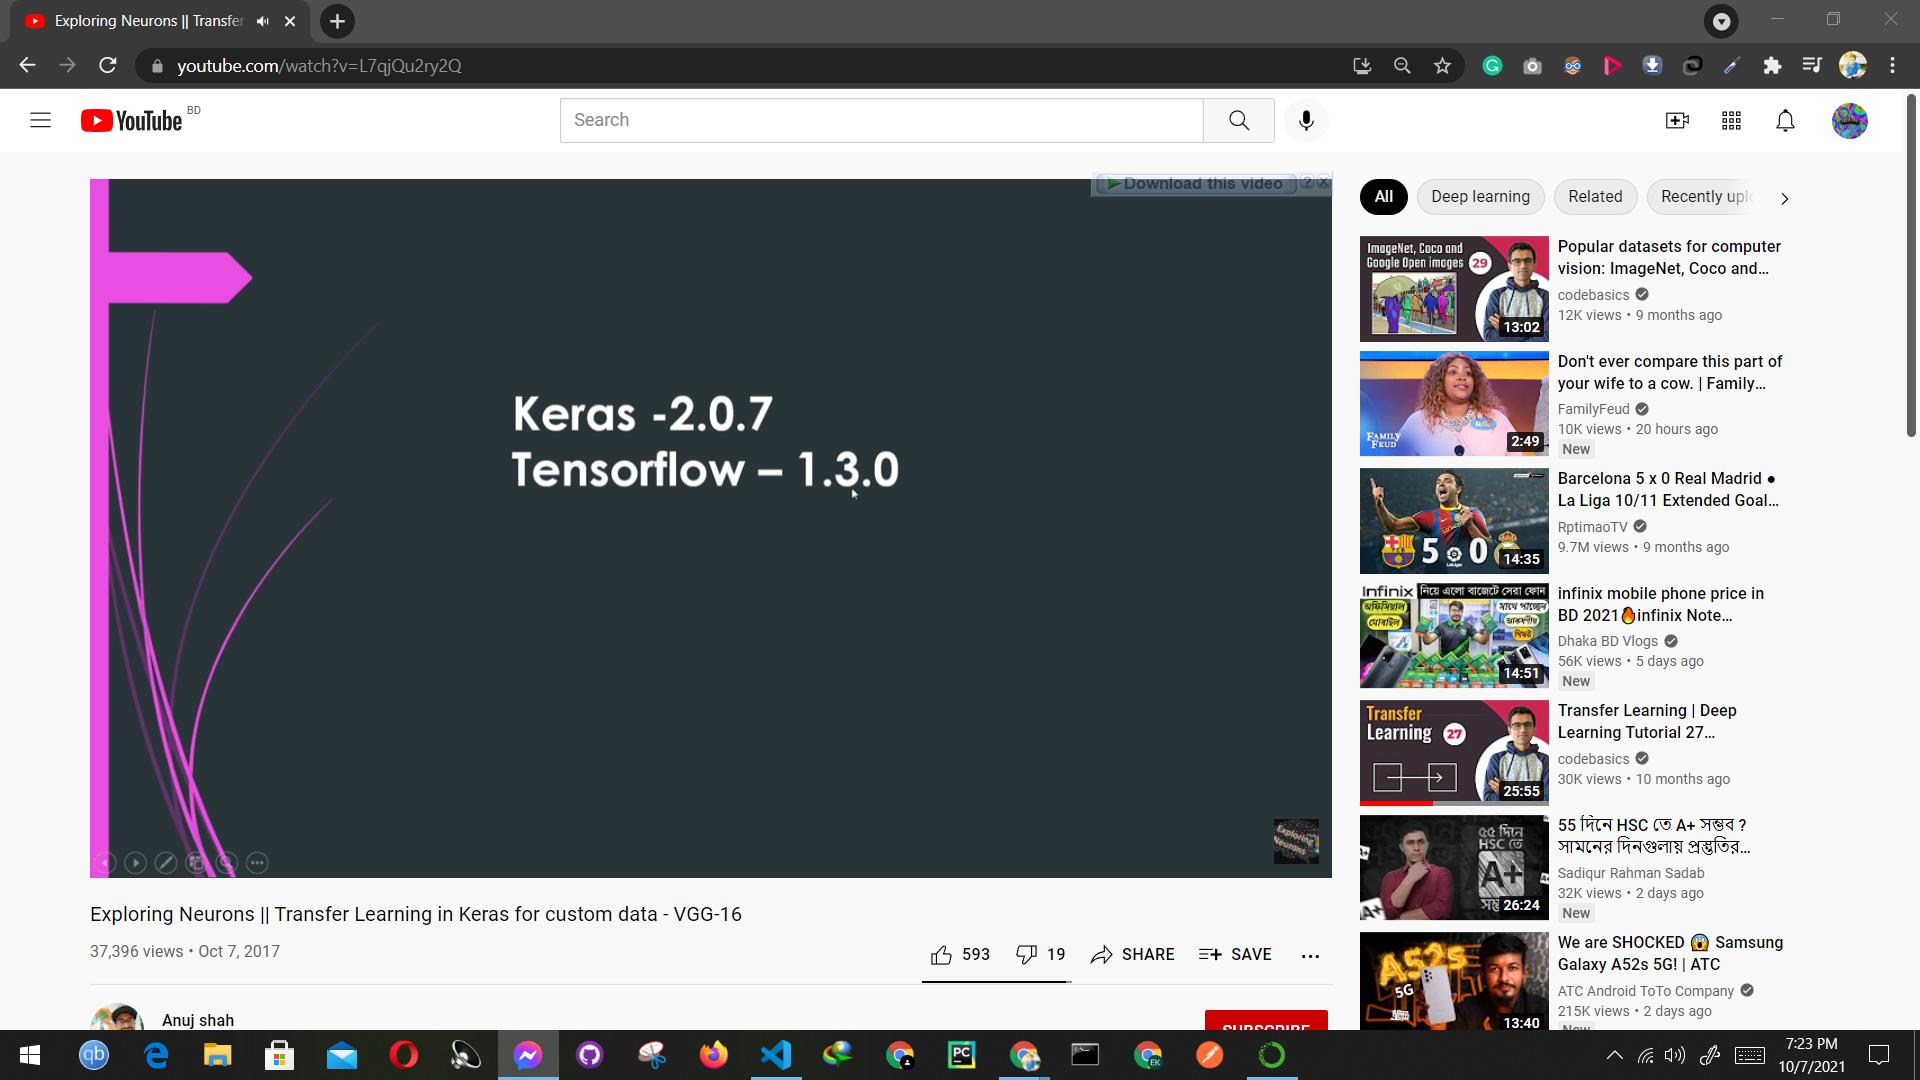 Exploring Neurons || Transfer
youtube.com/watch?v=L7qjQu2ry2Q
YouTube BD
Search
Download this video
Keras -2.0.7
Tensorflow – 1.3.0
Exploring Neurons
Exploring Neurons || Transfer Learning in Keras for custom data - VGG-16
37,396 views • Oct 7, 2017
593
19
SHARE
SAVE
Anuj shah
SUBSCRIBE
All
Deep learning
Related
Recently uplo
ImageNet, Coco and
Google Open images
29
13:02
Popular datasets for computer
vision: ImageNet, Coco and...
codebasics
12K views • 9 months ago
FAMILY
FEUD
2:49
Don't ever compare this part of
your wife to a cow. | Family...
FamilyFeud
10K views • 20 hours ago
New
5 0
14:35
Barcelona 5 x 0 Real Madrid ●
La Liga 10/11 Extended Goal...
RptimaoTV
9.7M views • 9 months ago
Infinix নিয়ে এলো বাজেটে সেরা ফোন
অফিসিয়াল
মোবাইল
14:51
infinix mobile phone price in
BD 2021🔥infinix Note...
Dhaka BD Vlogs
56K views • 5 days ago
New
Transfer
Learning
27
25:55
Transfer Learning | Deep
Learning Tutorial 27...
codebasics
30K views • 10 months ago
৫৫ দিনে
HSC তে
A+
26:24
55 দিনে HSC তে A+ সম্ভব ?
সামনের দিনগুলায় প্রস্তুতির...
Sadiqur Rahman Sadab
32K views • 2 days ago
New
A52s
5G
13:40
We are SHOCKED 😱 Samsung
Galaxy A52s 5G! | ATC
ATC Android ToTo Company
215K views • 2 days ago
New
qb
PC
EK
7:23 PM
10/7/2021